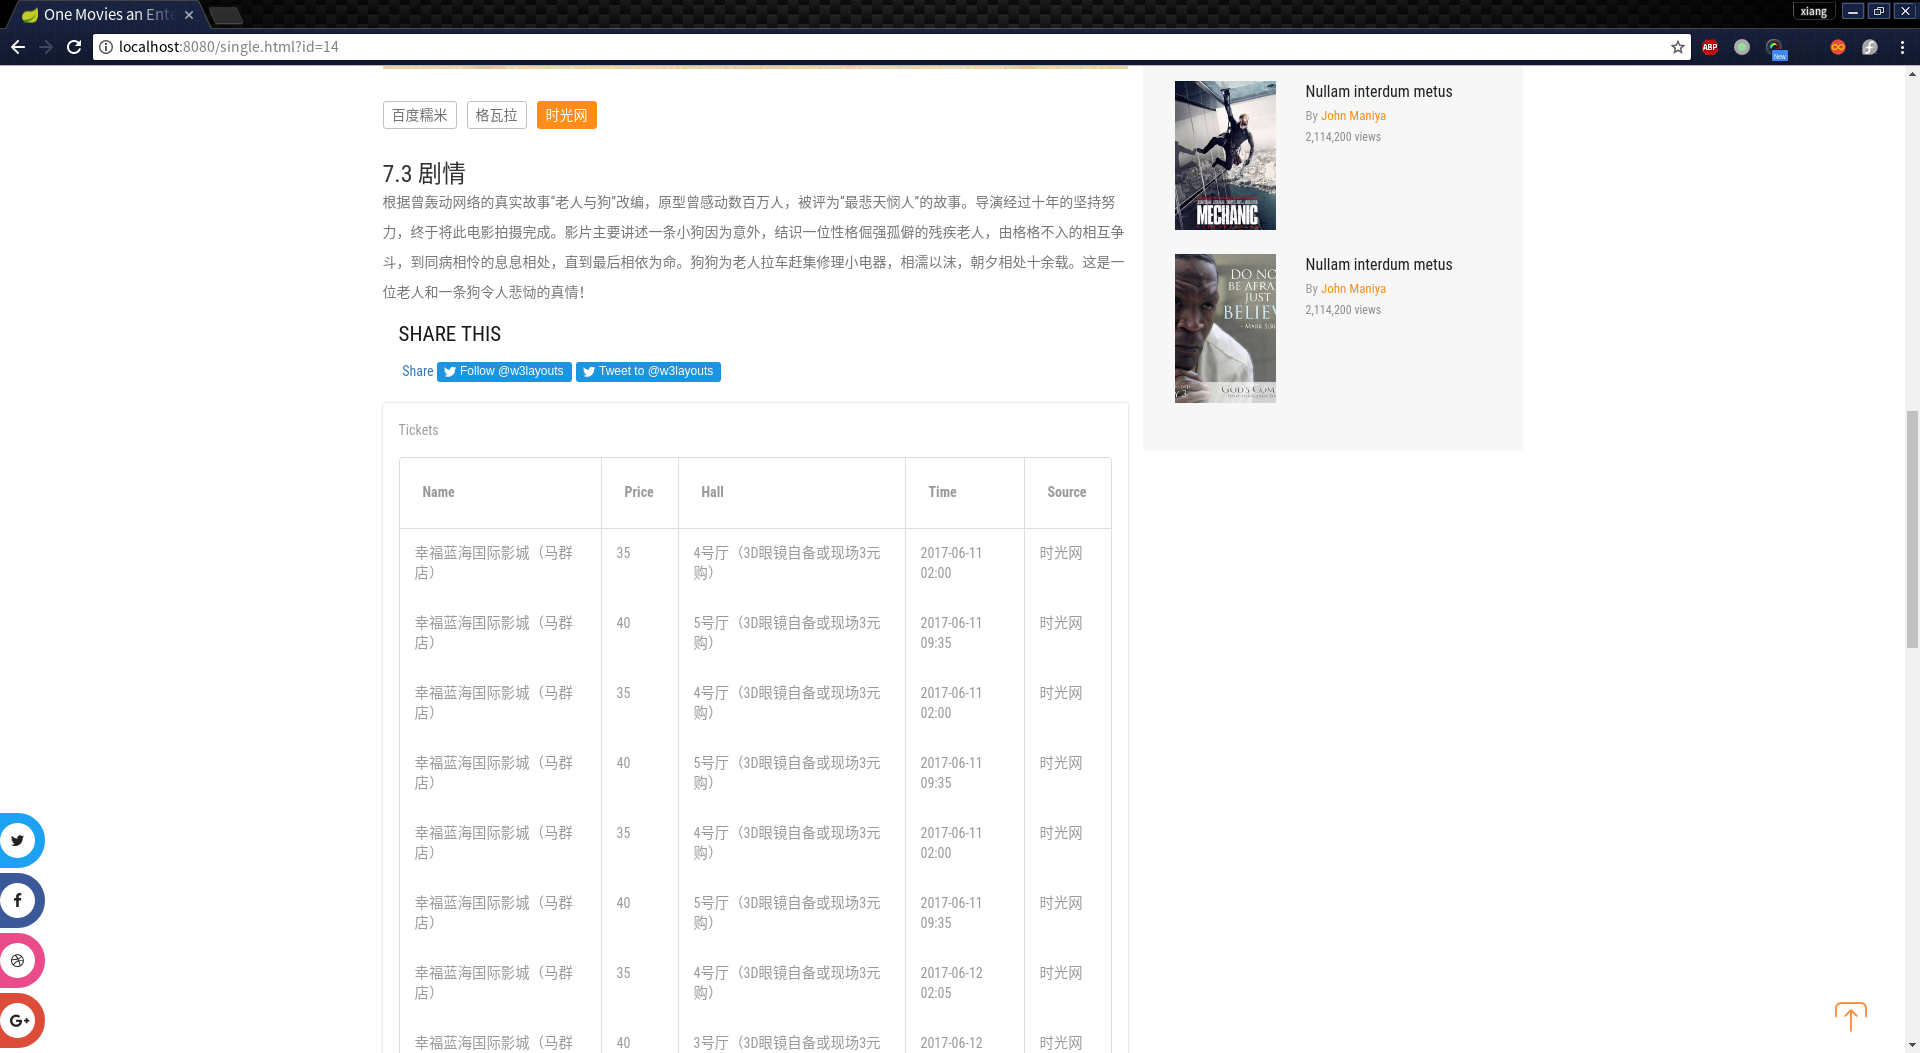 One Movies an Ente
xiang
localhost:8080/single.html?id=14
ABP
New
百度糯米
格瓦拉
时光网
7.3 剧情
根据曾轰动网络的真实故事“老人与狗”改编，原型曾感动数百万人，被评为“最悲天悯人”的故事。导演经过十年的坚持努
力，终于将此电影拍摄完成。影片主要讲述一条小狗因为意外，结识一位性格倔强孤僻的残疾老人，由格格不入的相互争
斗，到同病相怜的息息相处，直到最后相依为命。狗狗为老人拉车赶集修理小电器，相濡以沫，朝夕相处十余载。这是一
位老人和一条狗令人悲恸的真情！
SHARE THIS
Share
Follow @w3layouts
Tweet to @w3layouts
Tickets
Name Price Hall Time Source
幸福蓝海国际影城（马群 35 4号厅（3D眼镜自备或现场3元 2017-06-11 时光网
店） 购） 02:00
幸福蓝海国际影城（马群 40 5号厅（3D眼镜自备或现场3元 2017-06-11 时光网
店） 购） 09:35
幸福蓝海国际影城（马群 35 4号厅（3D眼镜自备或现场3元 2017-06-11 时光网
店） 购） 02:00
幸福蓝海国际影城（马群 40 5号厅（3D眼镜自备或现场3元 2017-06-11 时光网
店） 购） 09:35
幸福蓝海国际影城（马群 35 4号厅（3D眼镜自备或现场3元 2017-06-11 时光网
店） 购） 02:00
幸福蓝海国际影城（马群 40 5号厅（3D眼镜自备或现场3元 2017-06-11 时光网
店） 购） 09:35
幸福蓝海国际影城（马群 35 4号厅（3D眼镜自备或现场3元 2017-06-12 时光网
店） 购） 02:05
幸福蓝海国际影城（马群 40 3号厅（3D眼镜自备或现场3元 2017-06-12 时光网
MECHANIC
Nullam interdum metus
By John Maniya
2,114,200 views
DO NO
BE AFRA
JUST
BELIEV
- MARK 5:36
GOD'S COM
Nullam interdum metus
By John Maniya
2,114,200 views
G+